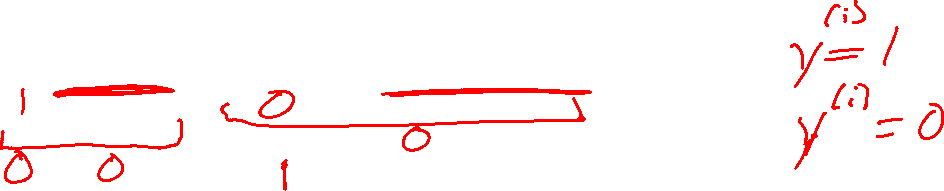 y^{(i)} = 1
1 0
y^{(i)} = 0
0 0 1 0